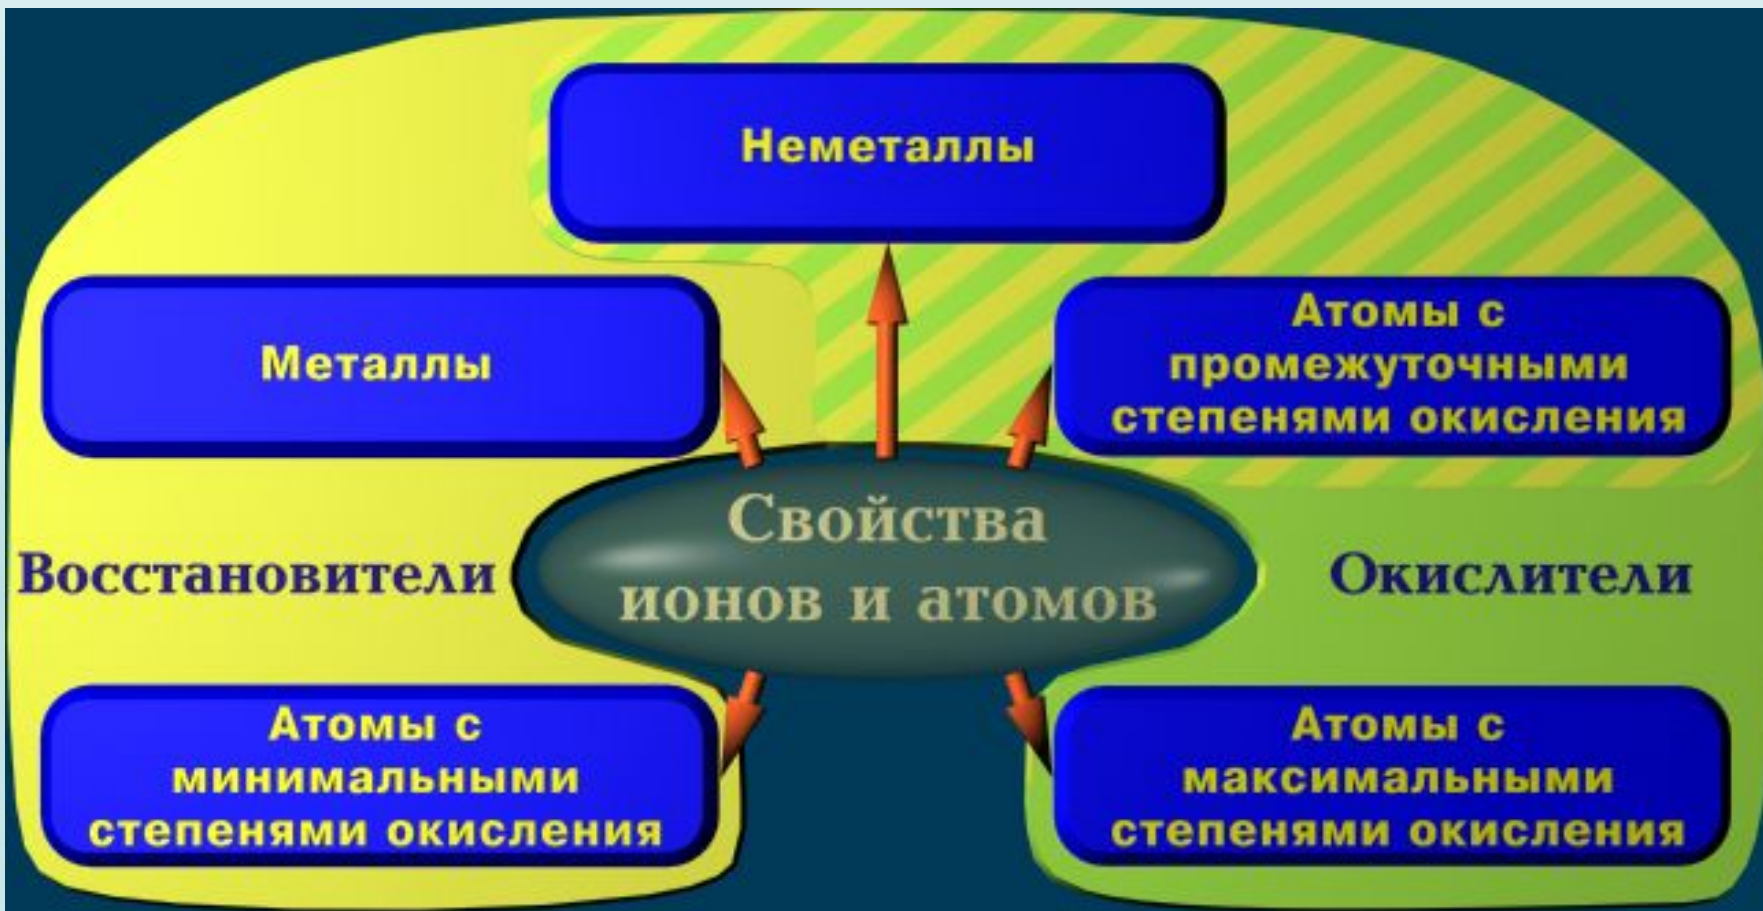 Неметаллы
Металлы
Атомы с
промежуточными
степенями окисления
Свойства
ионов и атомов
Восстановители
Окислители
Атомы с
минимальными
степенями окисления
Атомы с
максимальными
степенями окисления